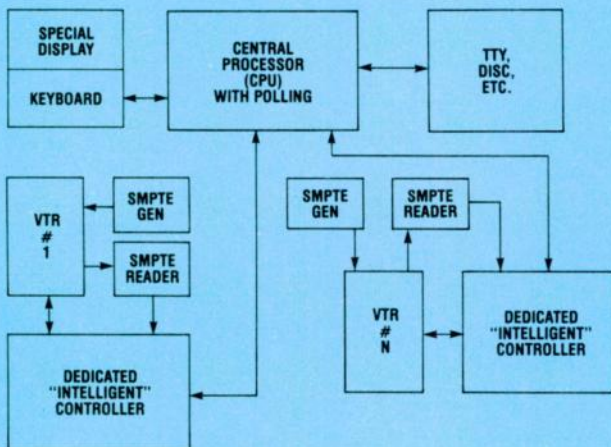 SPECIAL
DISPLAY
KEYBOARD
CENTRAL
PROCESSOR
(CPU)
WITH POLLING
TTY,
DISC,
ETC.
VTR
#
1
SMPTE
GEN
SMPTE
READER
DEDICATED
"INTELLIGENT"
CONTROLLER
SMPTE
GEN
SMPTE
READER
VTR
#
N
DEDICATED
"INTELLIGENT"
CONTROLLER